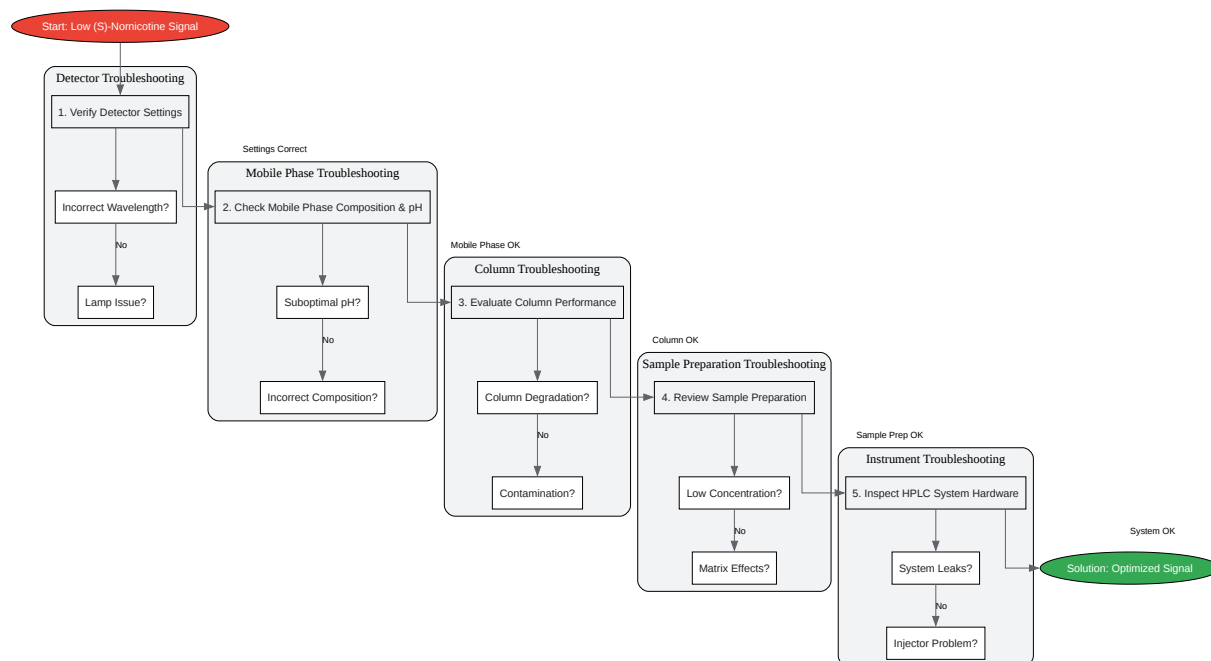 Start: Low (S)-Nornicotine Signal
Detector Troubleshooting
1. Verify Detector Settings
Incorrect Wavelength?
No
Lamp Issue?
Settings Correct
Mobile Phase Troubleshooting
2. Check Mobile Phase Composition & pH
Suboptimal pH?
No
Incorrect Composition?
Mobile Phase OK
Column Troubleshooting
3. Evaluate Column Performance
Column Degradation?
No
Contamination?
Column OK
Sample Preparation Troubleshooting
4. Review Sample Preparation
Low Concentration?
No
Matrix Effects?
Sample Prep OK
Instrument Troubleshooting
5. Inspect HPLC System Hardware
System Leaks?
No
Injector Problem?
System OK
Solution: Optimized Signal